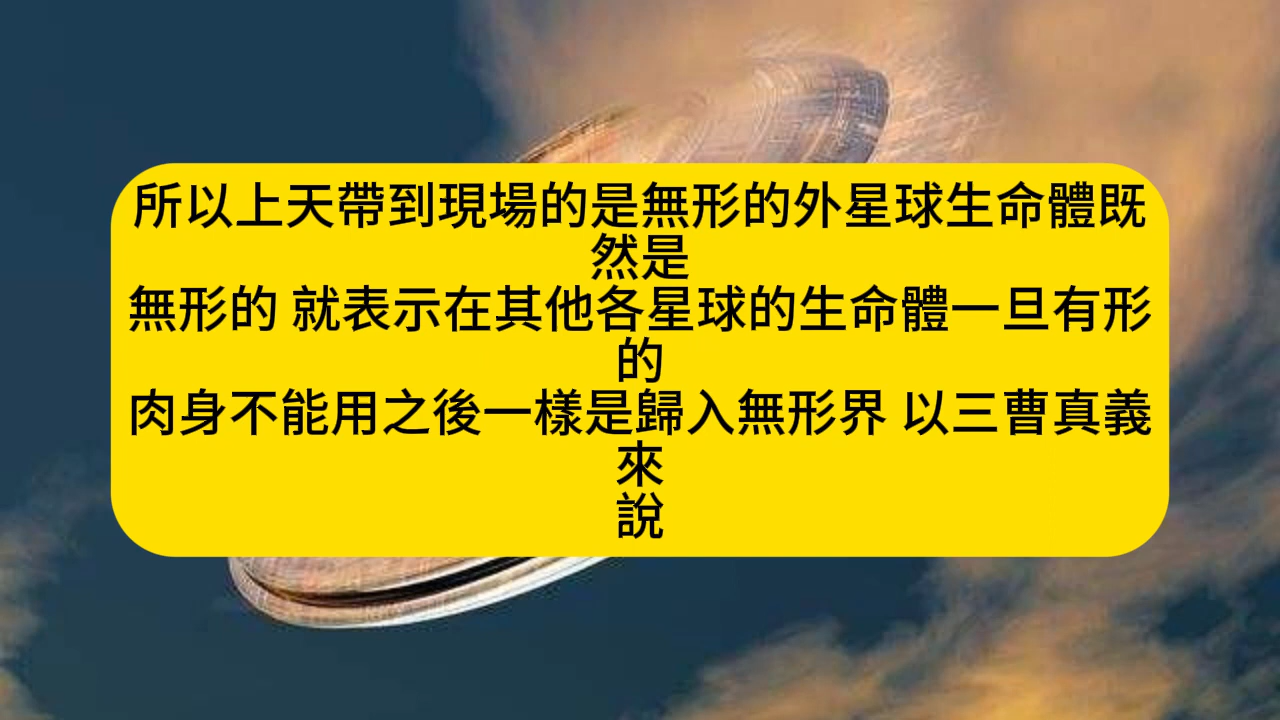 所以上天帶到現場的是無形的外星球生命體既
然是
無形的 就表示在其他各星球的生命體一旦有形
的
肉身不能用之後一樣是歸入無形界 以三曹真義
來
說